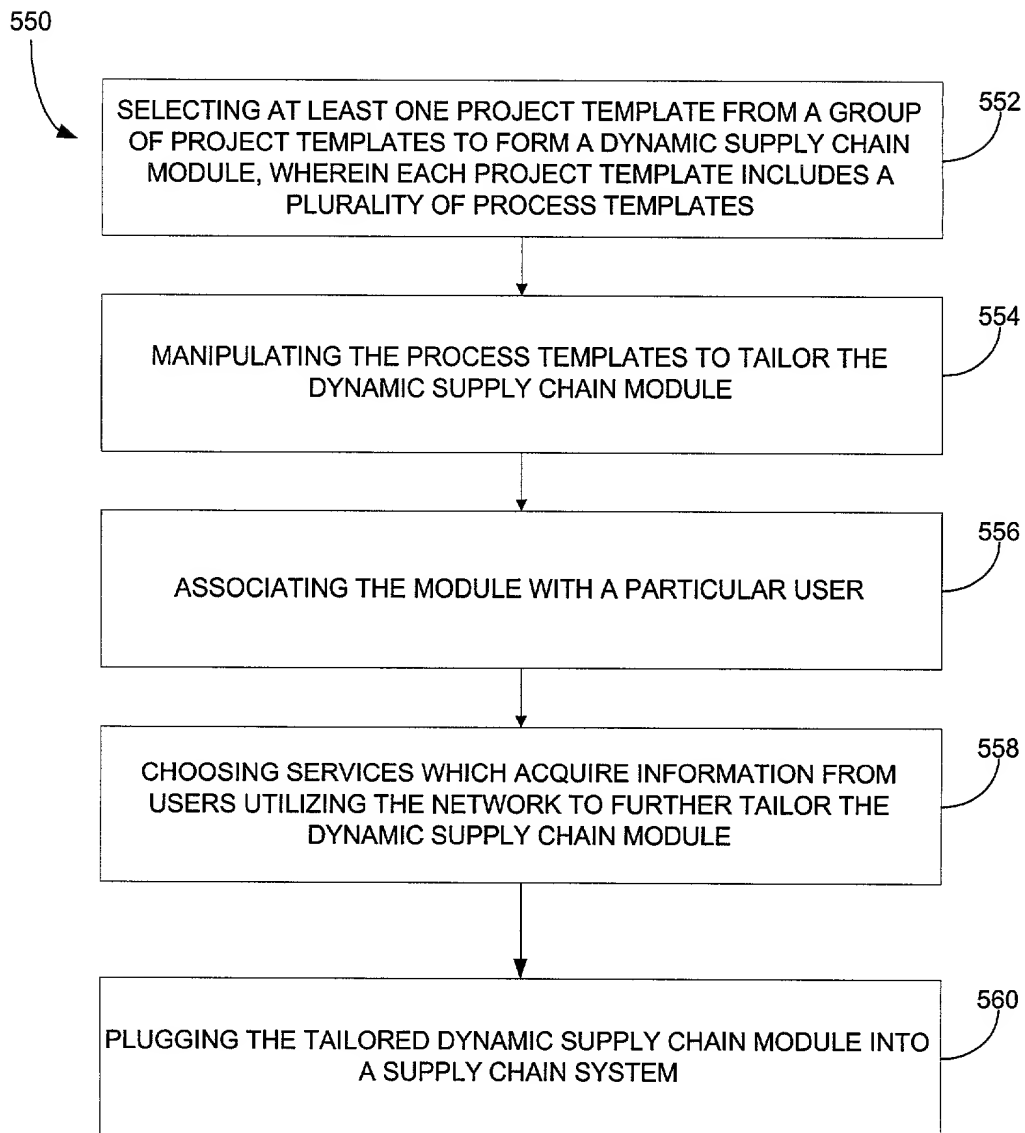 550
SELECTING AT LEAST ONE PROJECT TEMPLATE FROM A GROUP
OF PROJECT TEMPLATES TO FORM A DYNAMIC SUPPLY CHAIN
MODULE, WHEREIN EACH PROJECT TEMPLATE INCLUDES A
PLURALITY OF PROCESS TEMPLATES
552
MANIPULATING THE PROCESS TEMPLATES TO TAILOR THE
DYNAMIC SUPPLY CHAIN MODULE
554
ASSOCIATING THE MODULE WITH A PARTICULAR USER
556
CHOOSING SERVICES WHICH ACQUIRE INFORMATION FROM
USERS UTILIZING THE NETWORK TO FURTHER TAILOR THE
DYNAMIC SUPPLY CHAIN MODULE
558
PLUGGING THE TAILORED DYNAMIC SUPPLY CHAIN MODULE INTO
A SUPPLY CHAIN SYSTEM
560